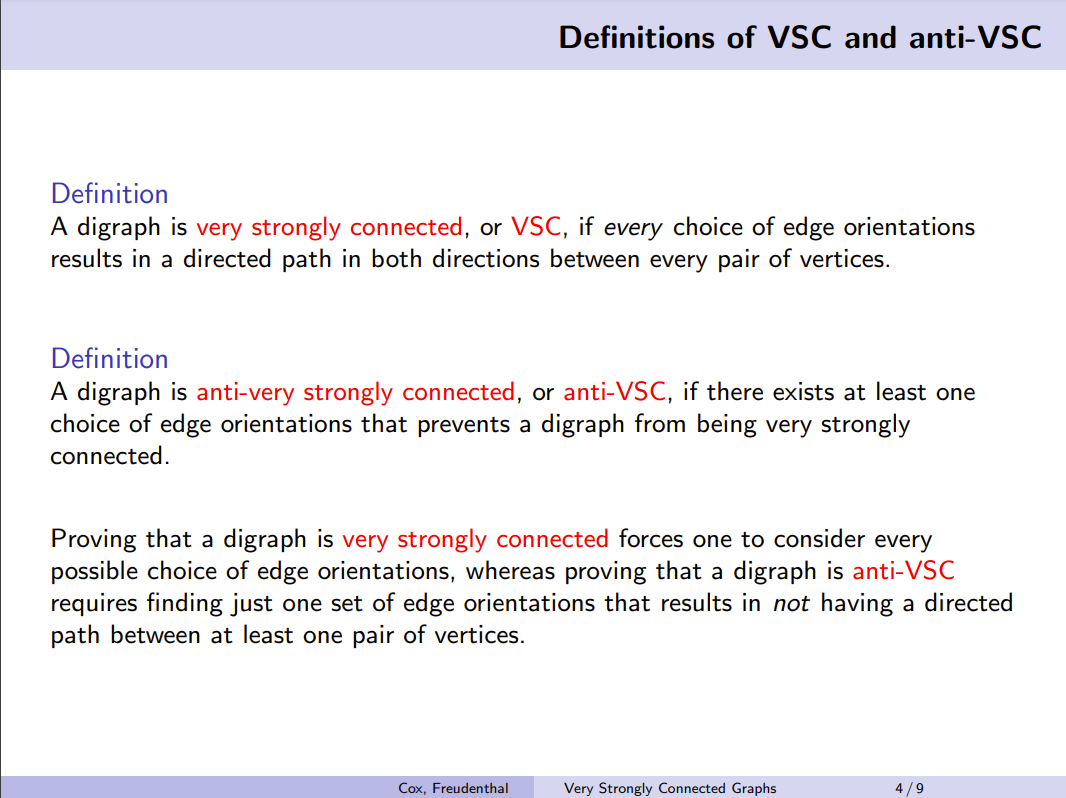 Definitions of VSC and anti-VSC
Definition
A digraph is very strongly connected, or VSC, if every choice of edge orientations
results in a directed path in both directions between every pair of vertices.
Definition
A digraph is anti-very strongly connected, or anti-VSC, if there exists at least one
choice of edge orientations that prevents a digraph from being very strongly
connected.
Proving that a digraph is very strongly connected forces one to consider every
possible choice of edge orientations, whereas proving that a digraph is anti-VSC
requires finding just one set of edge orientations that results in not having a directed
path between at least one pair of vertices.
Cox, Freudenthal Very Strongly Connected Graphs 4 / 9